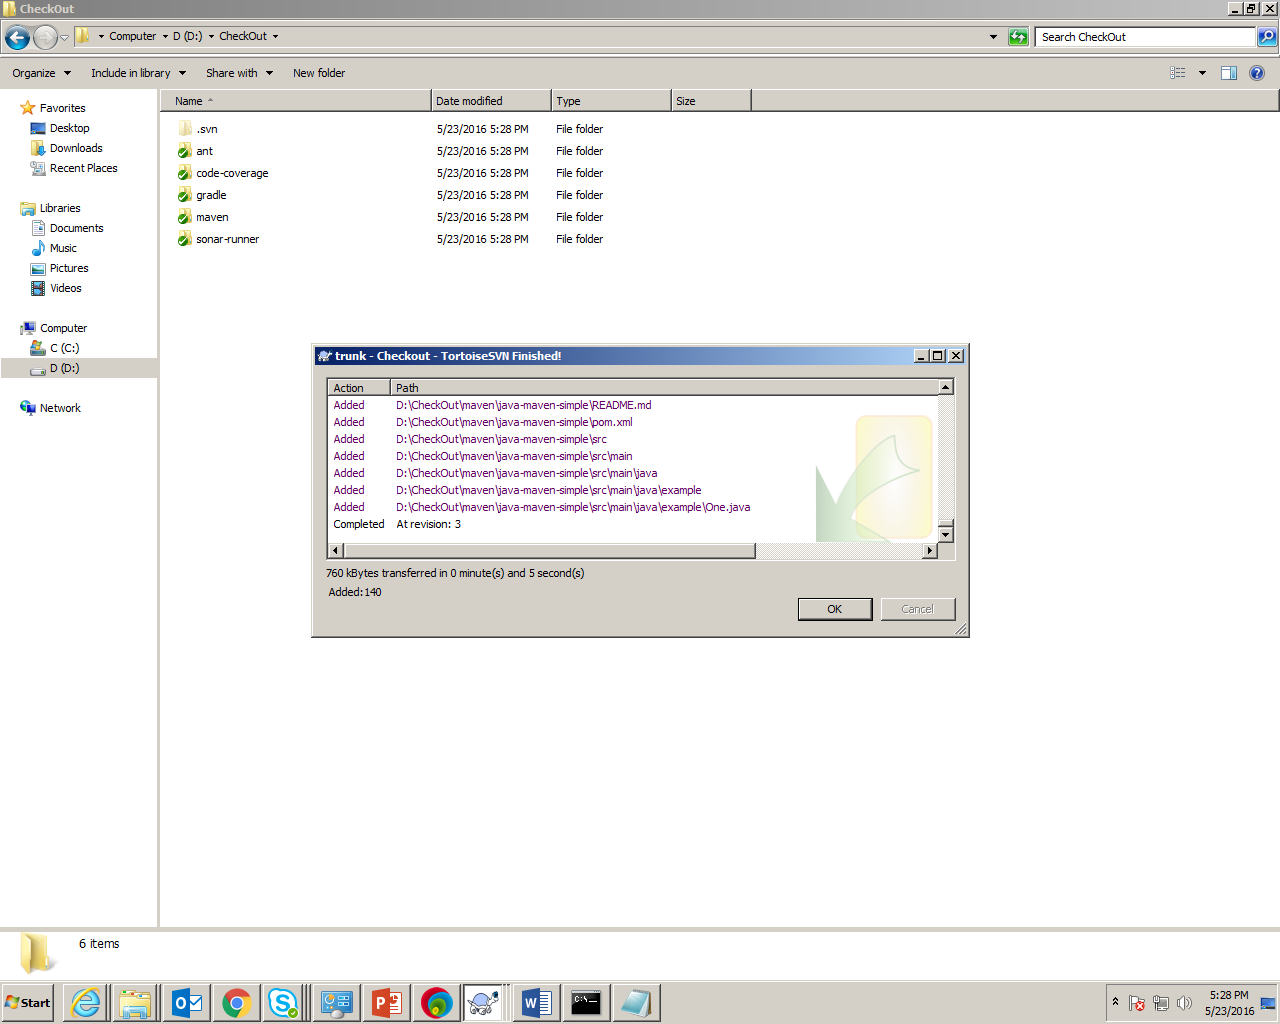 CheckOut
Computer D (D:) CheckOut
Search CheckOut
Organize Include in library Share with New folder
Name Date modified Type Size
Favorites
Desktop
Downloads
Recent Places
Libraries
Documents
Music
Pictures
Videos
Computer
C (C:)
D (D:)
Network
.svn 5/23/2016 5:28 PM File folder
ant 5/23/2016 5:28 PM File folder
code-coverage 5/23/2016 5:28 PM File folder
gradle 5/23/2016 5:28 PM File folder
maven 5/23/2016 5:28 PM File folder
sonar-runner 5/23/2016 5:28 PM File folder
trunk - Checkout - TortoiseSVN Finished!
Action Path
Added D:\CheckOut\maven\java-maven-simple\README.md
Added D:\CheckOut\maven\java-maven-simple\pom.xml
Added D:\CheckOut\maven\java-maven-simple\src
Added D:\CheckOut\maven\java-maven-simple\src\main
Added D:\CheckOut\maven\java-maven-simple\src\main\java
Added D:\CheckOut\maven\java-maven-simple\src\main\java\example
Added D:\CheckOut\maven\java-maven-simple\src\main\java\example\One.java
Completed At revision: 3
760 kBytes transferred in 0 minute(s) and 5 second(s)
Added:140
OK Cancel
6 items
Start
5:28 PM
5/23/2016